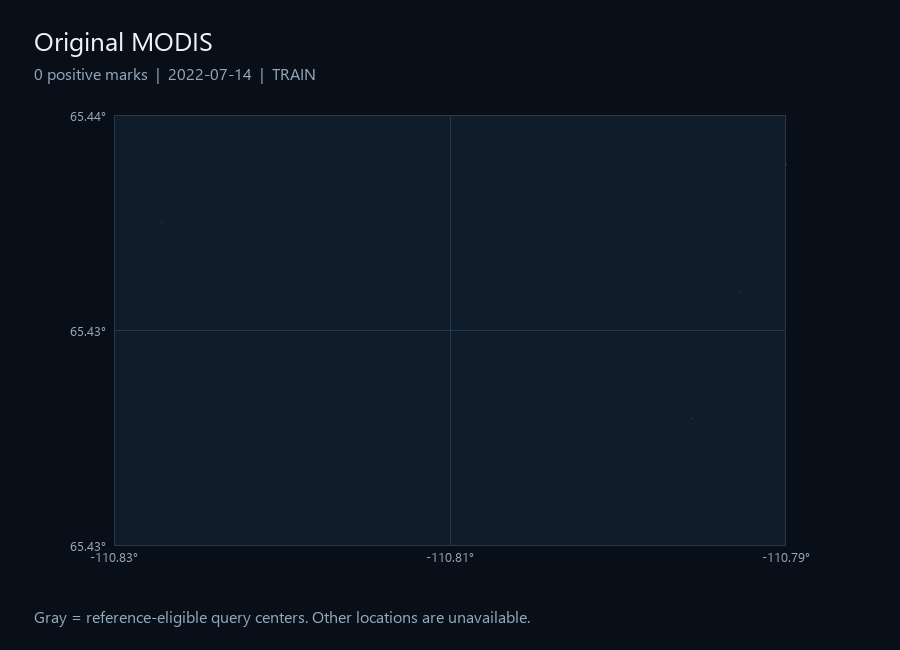 Original MODIS
0 positive marks | 2022-07-14 | TRAIN
65.44°
65.43°
65.43°
-110.83°
-110.81°
-110.79°
Gray = reference-eligible query centers. Other locations are unavailable.